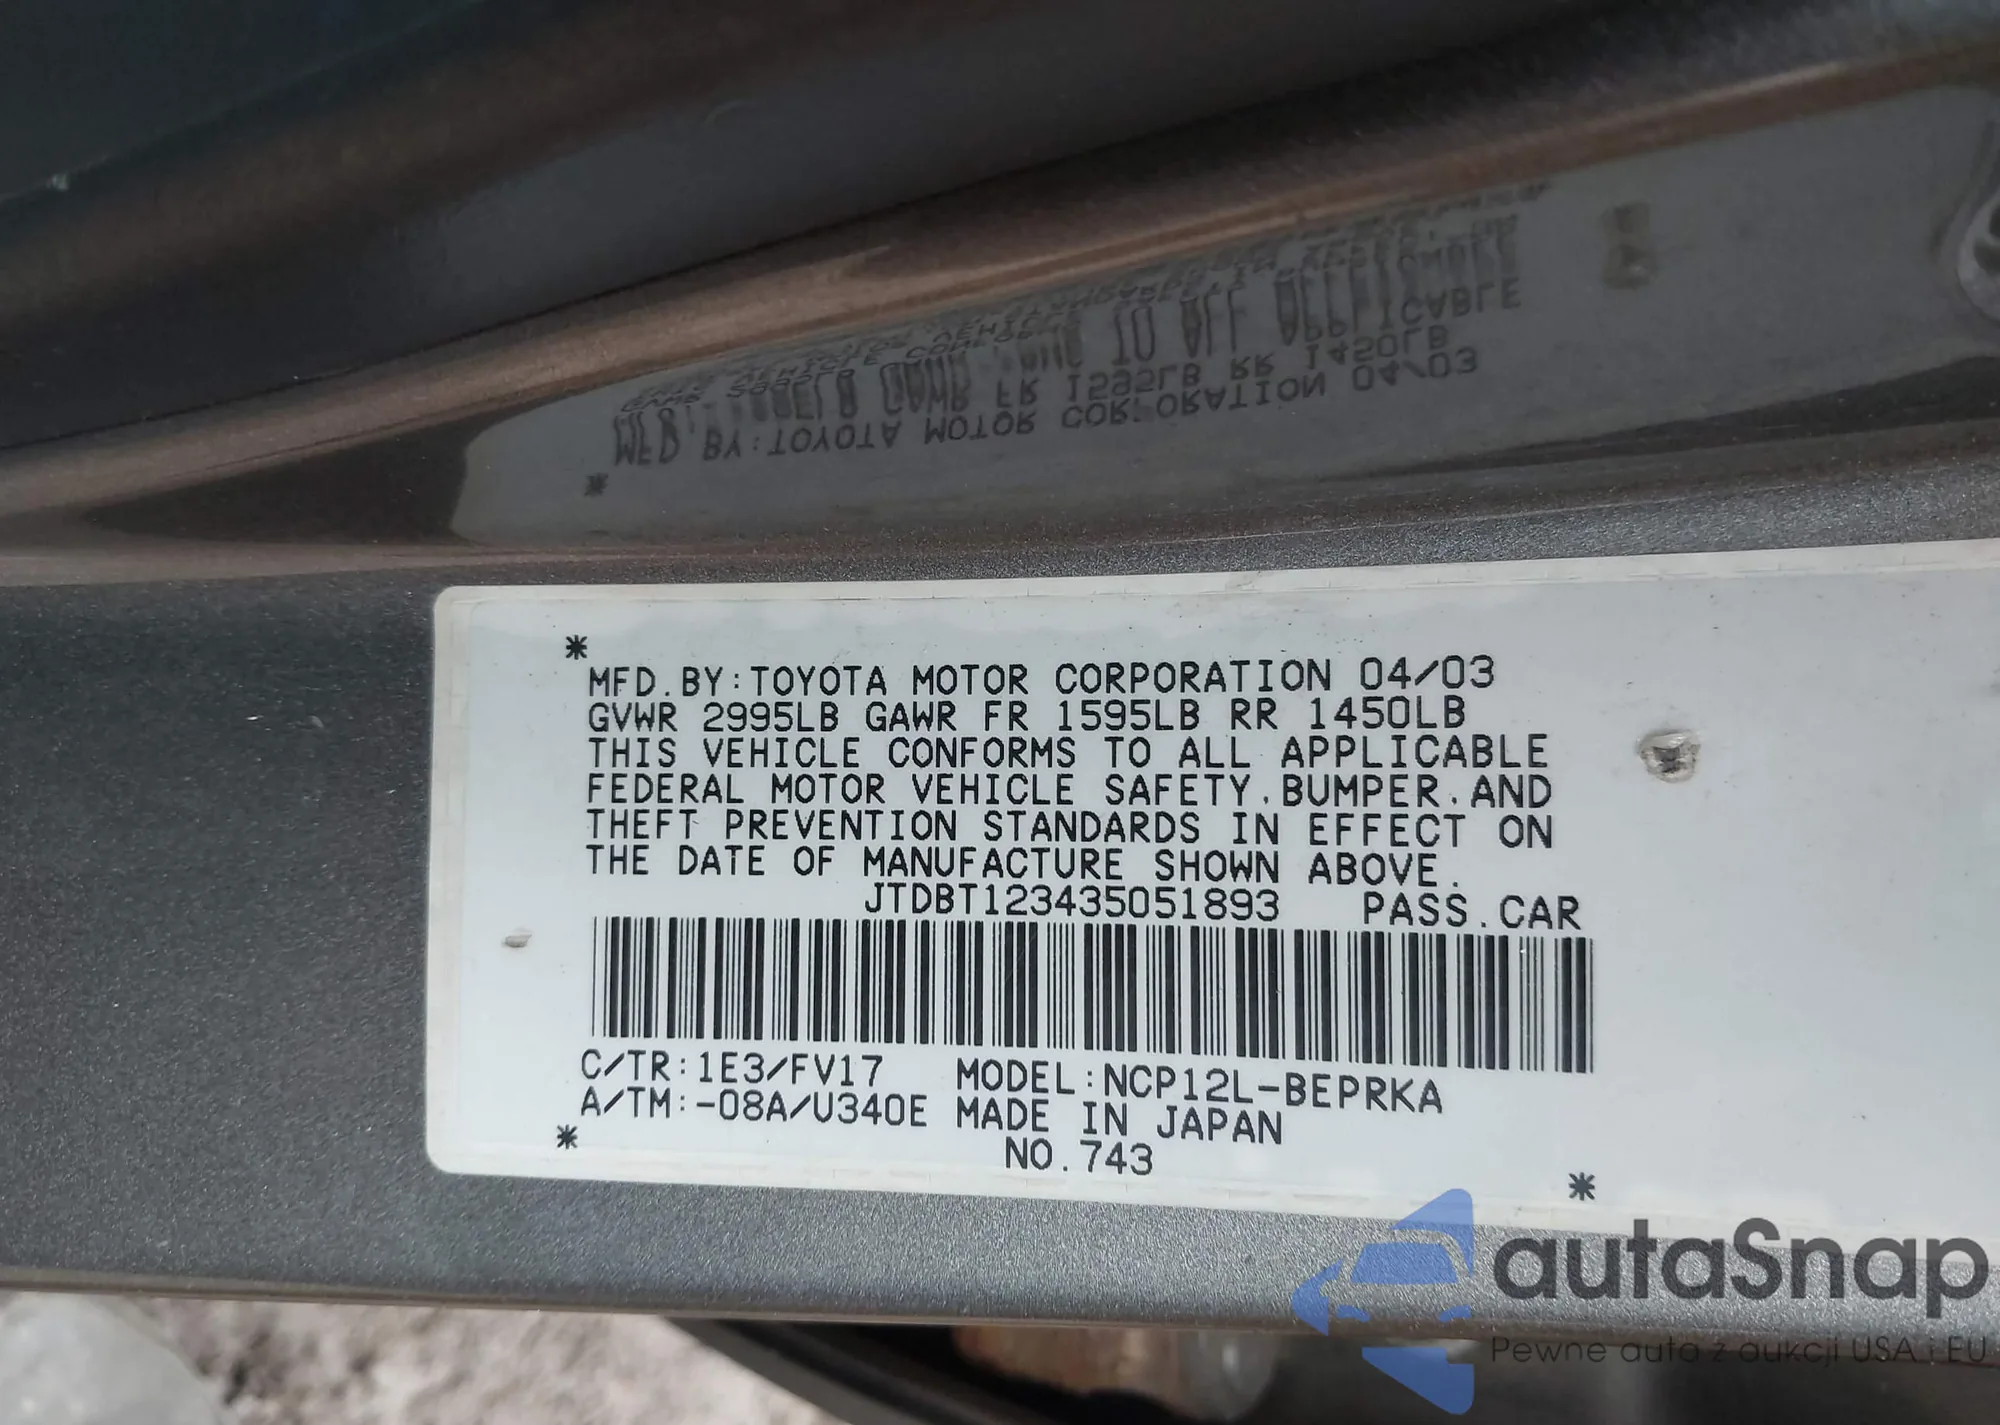 *
MFD.BY:TOYOTA MOTOR CORPORATION 04/03
GVWR 2995LB GAWR FR 1595LB RR 1450LB
THIS VEHICLE CONFORMS TO ALL APPLICABLE
FEDERAL MOTOR VEHICLE SAFETY.BUMPER.AND
THEFT PREVENTION STANDARDS IN EFFECT ON
THE DATE OF MANUFACTURE SHOWN ABOVE.
JTDBT123435051893 PASS.CAR
C/TR:1E3/FV17 MODEL:NCP12L-BEPRKA
A/TM:-08A/U340E MADE IN JAPAN
* NO.743 *
autaSnap
Pewne auta z aukcji USA i EU